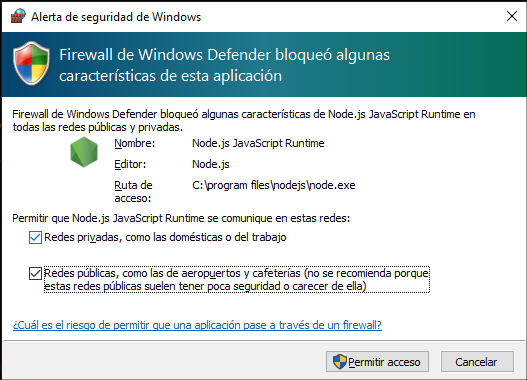 Alerta de seguridad de Windows
Firewall de Windows Defender bloqueó algunas
características de esta aplicación
Firewall de Windows Defender bloqueó algunas características de Node.js JavaScript Runtime en
todas las redes públicas y privadas.
Nombre: Node.js JavaScript Runtime
Editor: Node.js
Ruta de C:\program files\nodejs\node.exe
acceso:
Permitir que Node.js JavaScript Runtime se comunique en estas redes:
Redes privadas, como las domésticas o del trabajo
Redes públicas, como las de aeropuertos y cafeterías (no se recomienda porque
estas redes públicas suelen tener poca seguridad o carecer de ella)
¿Cuál es el riesgo de permitir que una aplicación pase a través de un firewall?
Permitir acceso Cancelar